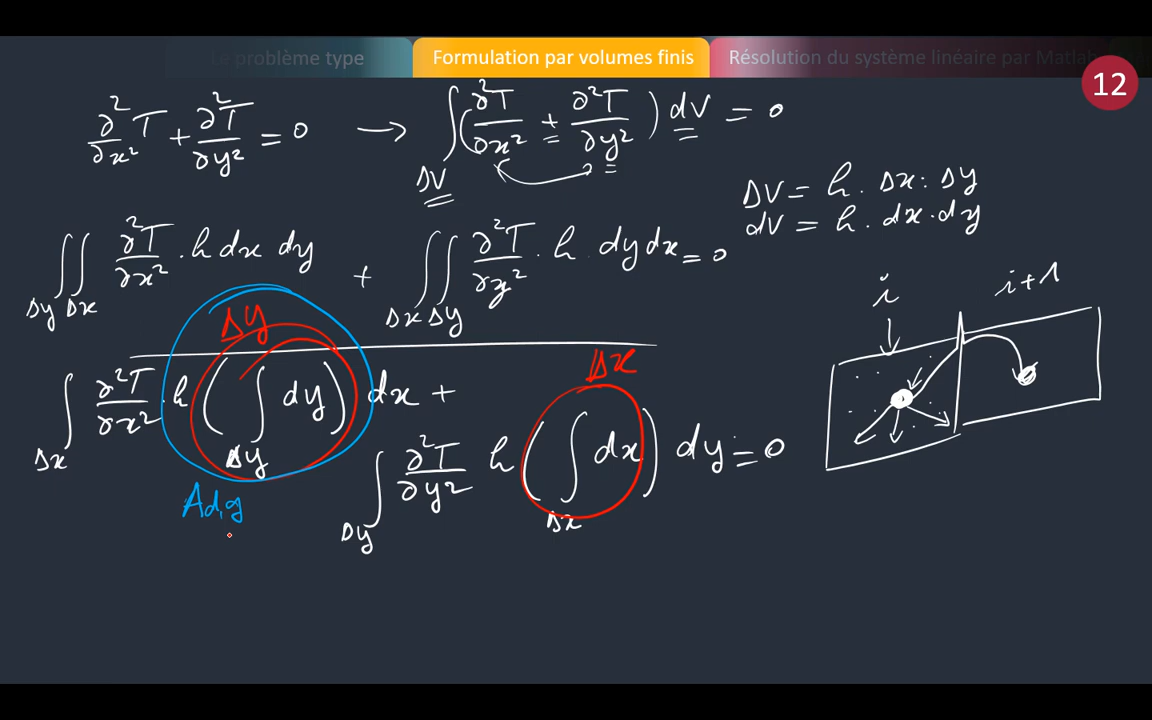 Le problème type
Formulation par volumes finis
Résolution du système linéaire par Matlab
12
∂²/∂x² T + ∂²T/∂y² = 0 → ∫_ΔV (∂²T/∂x² + ∂²T/∂y²) dV = 0
ΔV = h . Δx . Δy
dV = h . dx . dy
∫∫_Δy Δx ∂²T/∂x² . h dx dy + ∫∫_Δx Δy ∂²T/∂y² . h . dy dx = 0
i
i+1
Δy
Δx
∫_Δx ∂²T/∂x² . h (∫_Δy dy) dx +
∫_Δy ∂²T/∂y² h (∫_Δx dx) dy = 0
Ad,g